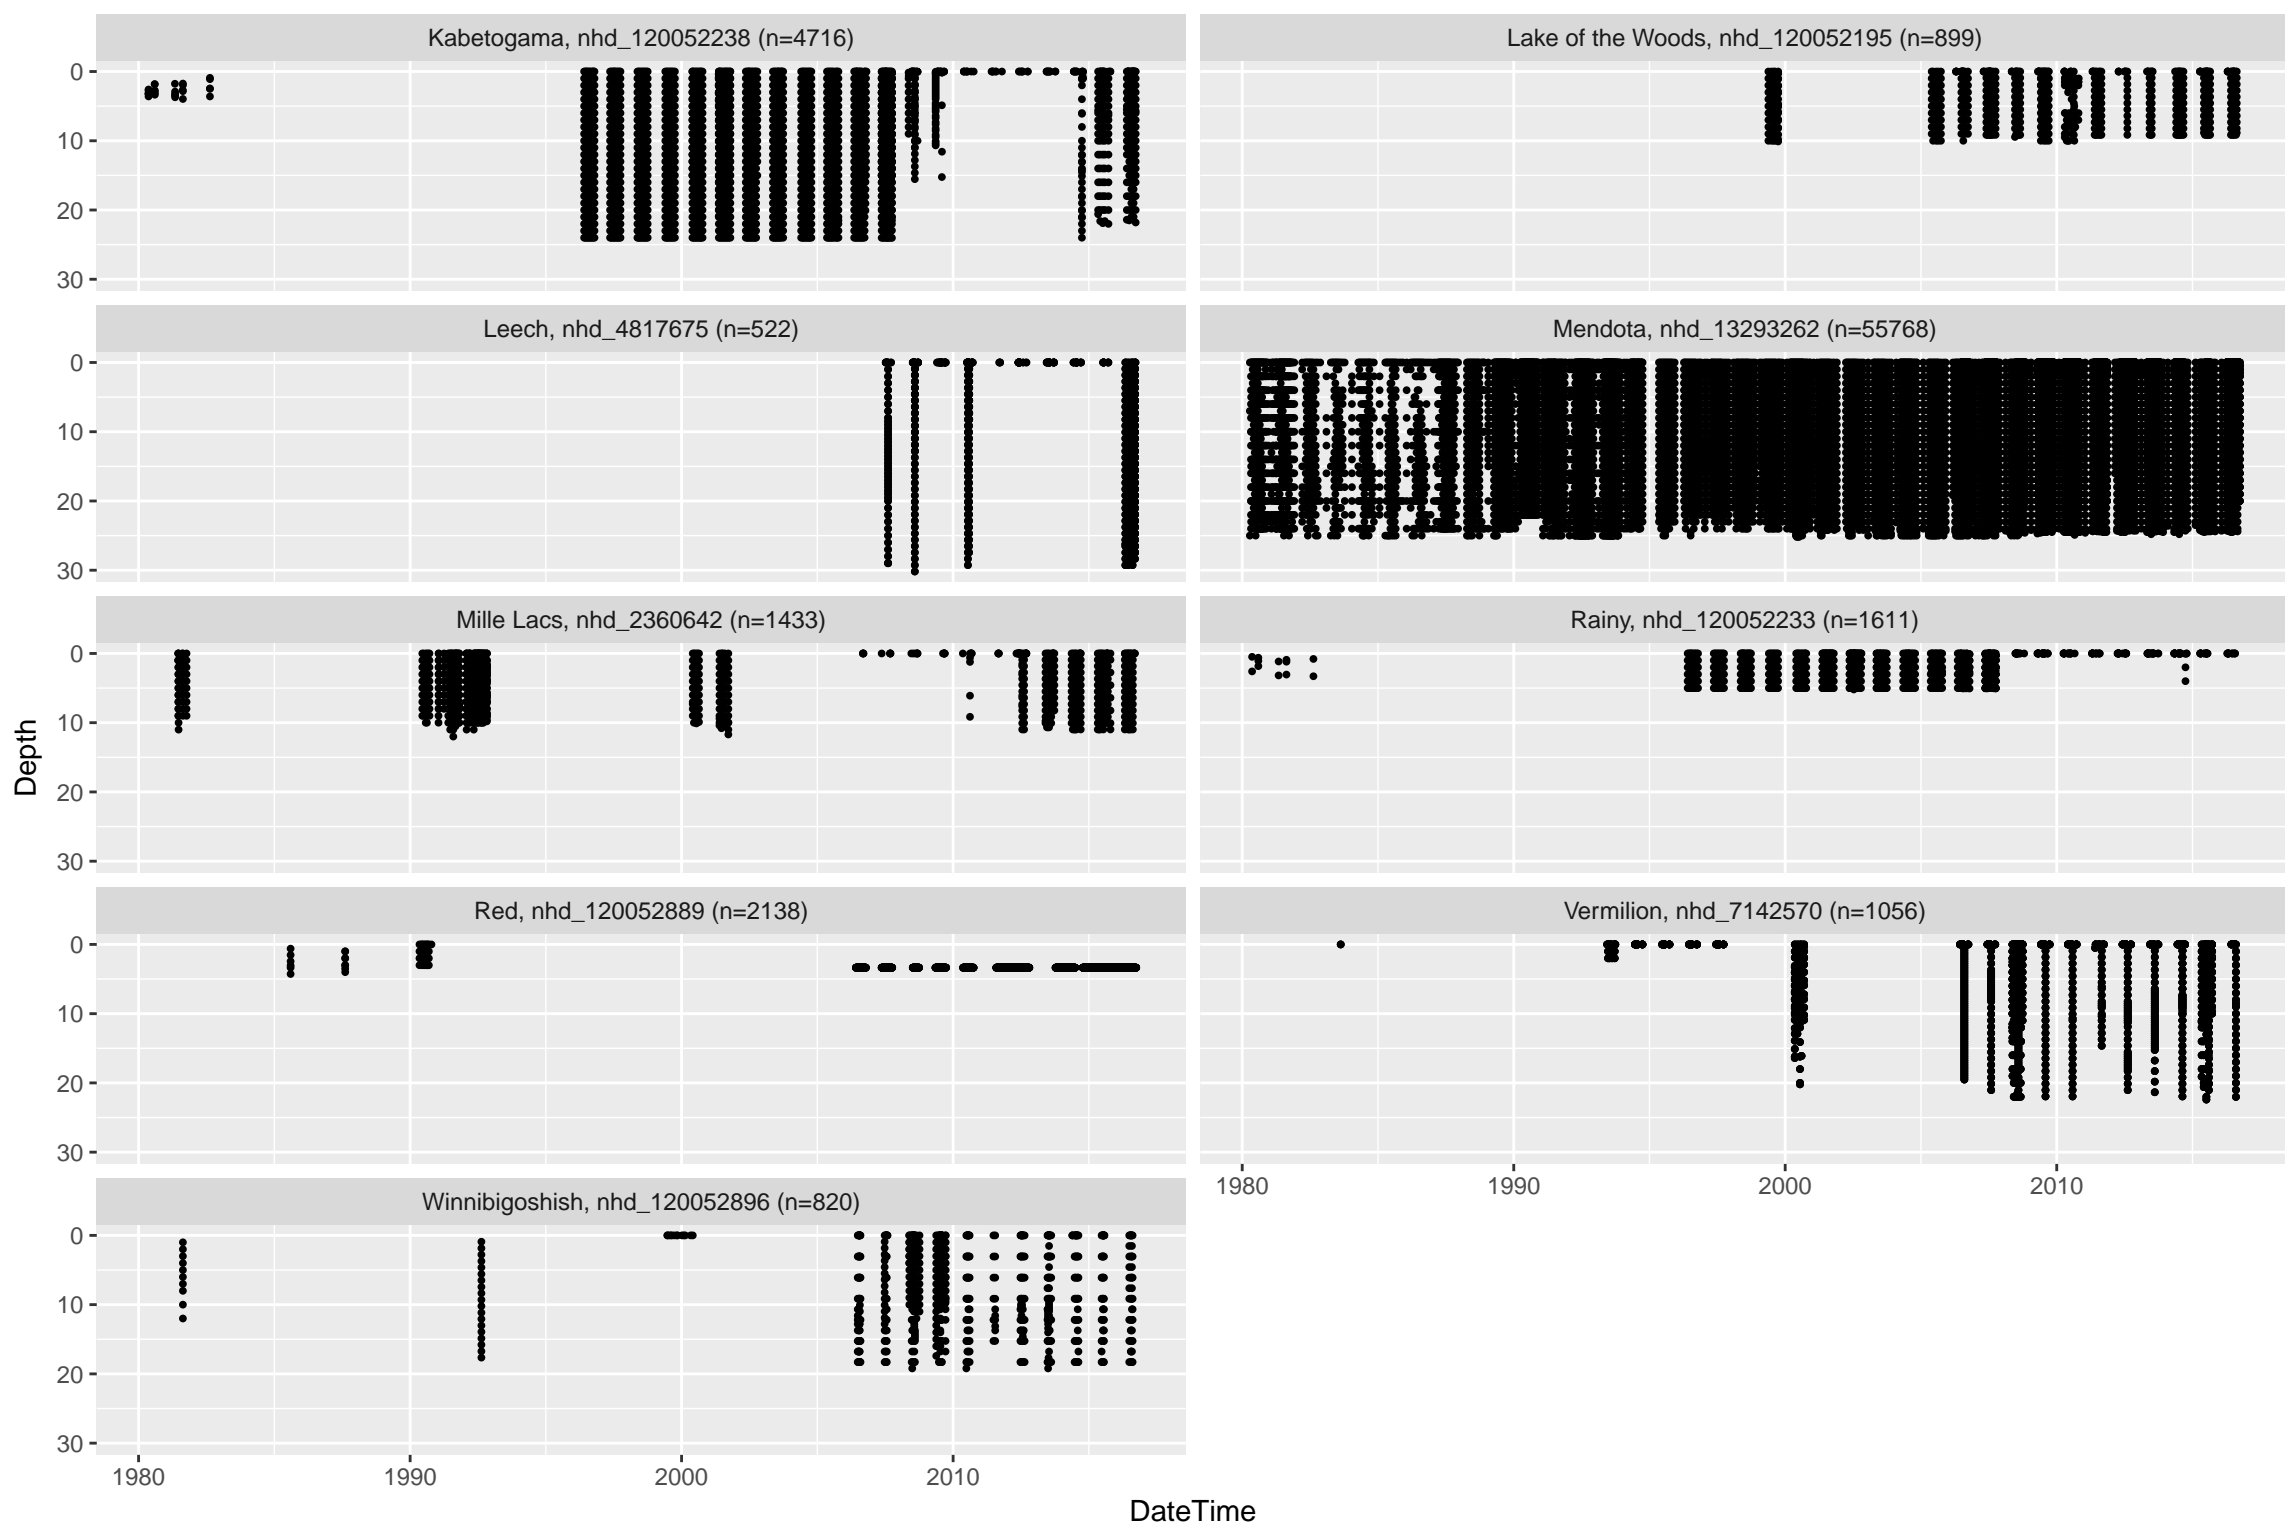 Kabetogama, nhd_120052238 (n=4716)
Lake of the Woods, nhd_120052195 (n=899)
0
10
20
30
Leech, nhd_4817675 (n=522)
Mendota, nhd_13293262 (n=55768)
0
10
20
30
Mille Lacs, nhd_2360642 (n=1433)
Rainy, nhd_120052233 (n=1611)
0
10
20
30
Depth
Red, nhd_120052889 (n=2138)
Vermilion, nhd_7142570 (n=1056)
0
10
20
30
1980 1990 2000 2010
Winnibigoshish, nhd_120052896 (n=820)
0
10
20
30
1980 1990 2000 2010
DateTime